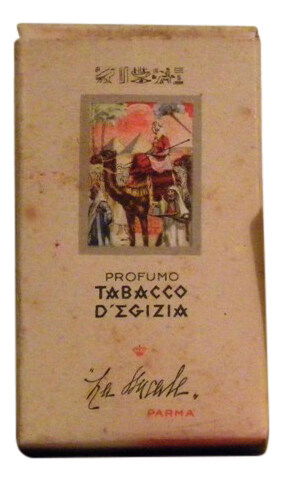 PROFUMO
TABACCO
D'EGIZIA
"La Ducale"
PARMA